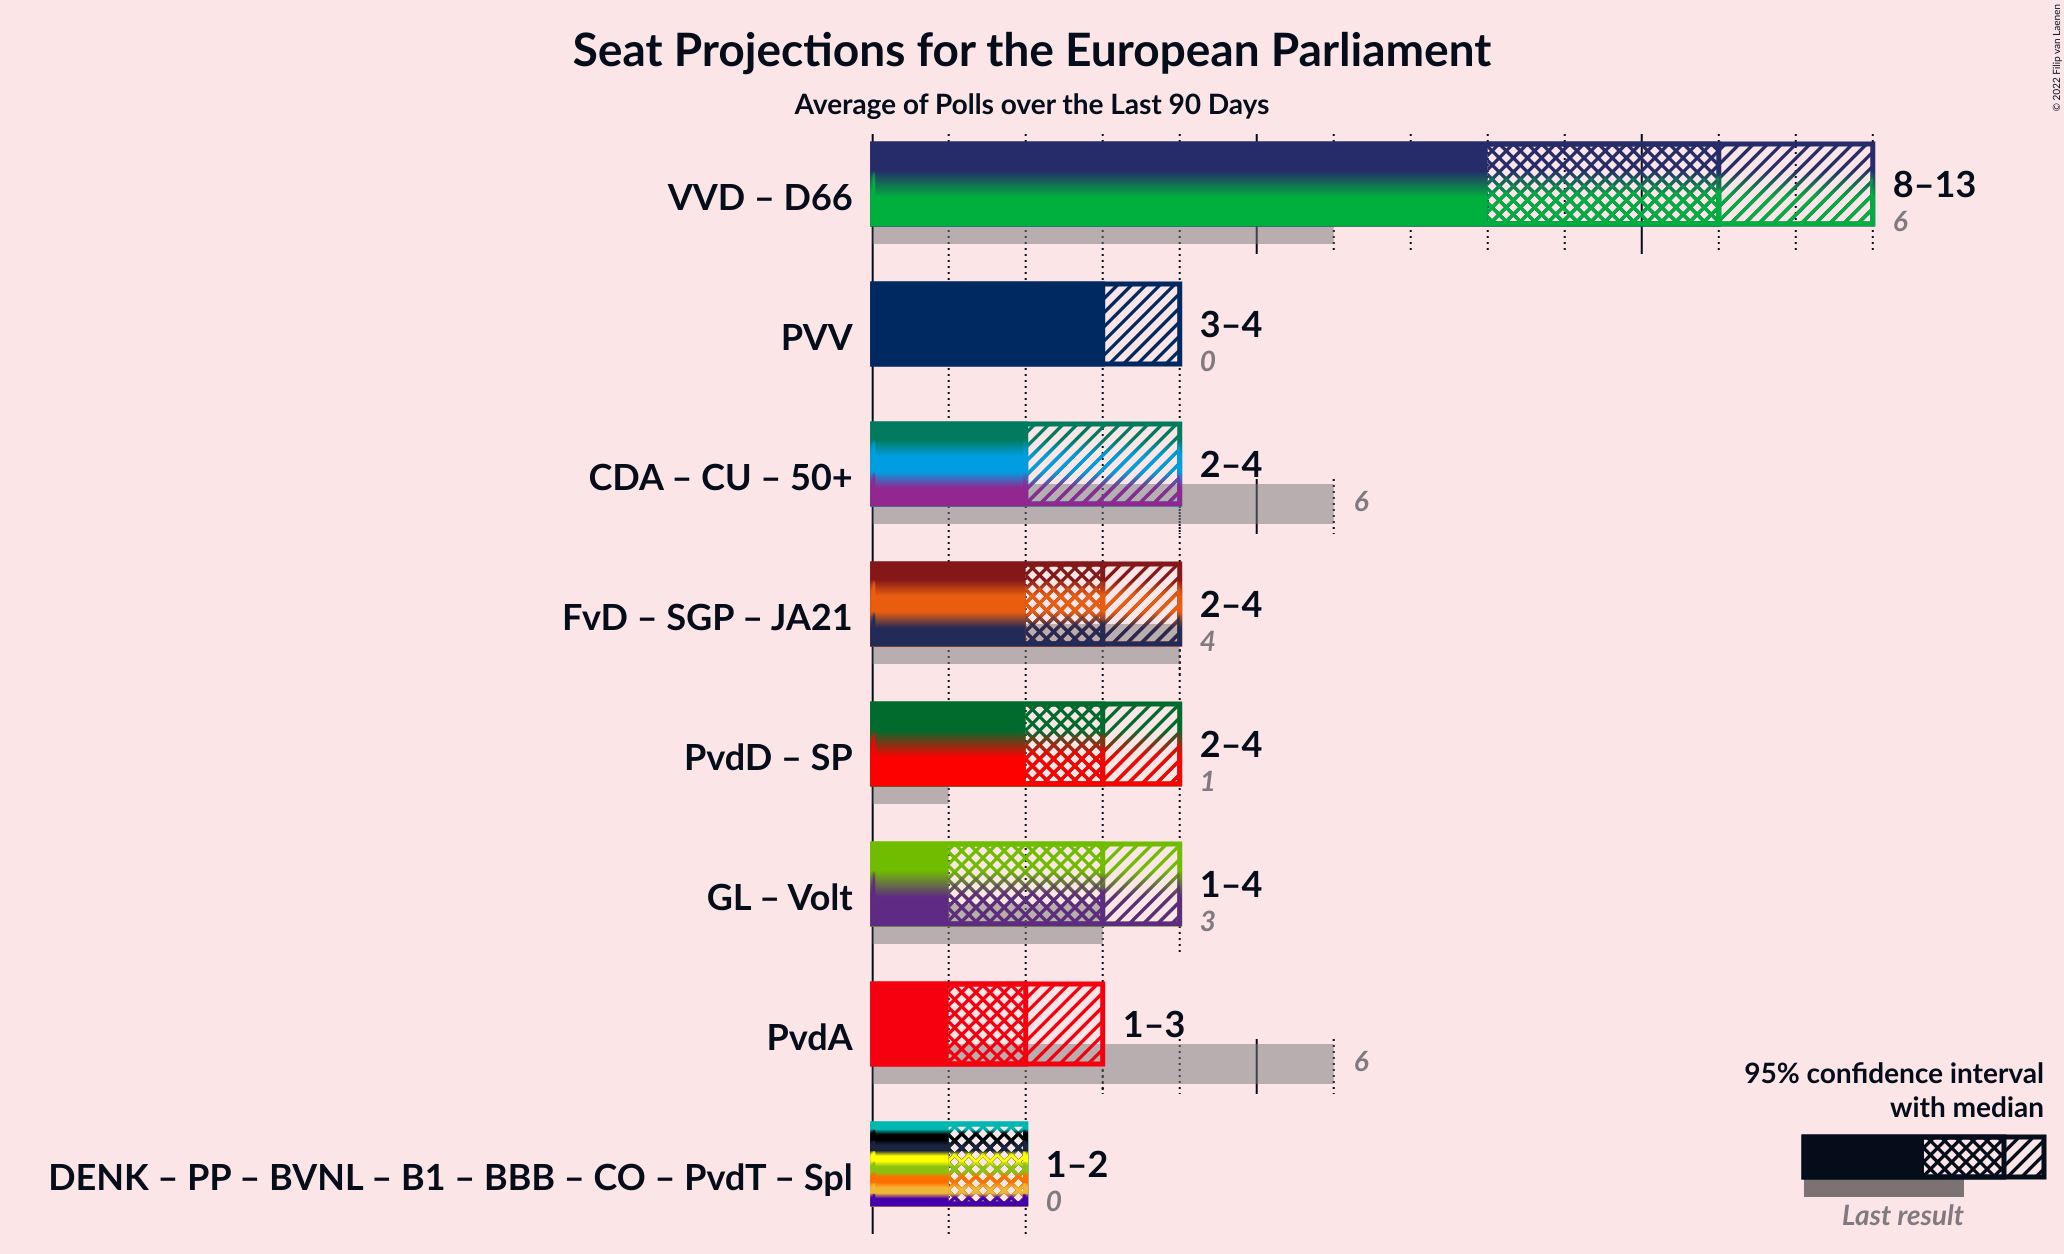 Seat Projections for the European Parliament
Average of Polls over the Last 90 Days
© 2022 Filip van Laenen
VVD – D66
8–13
6
PVV
3–4
0
CDA – CU – 50+
2–4
6
FvD – SGP – JA21
2–4
4
PvdD – SP
2–4
1
GL – Volt
1–4
3
PvdA
1–3
6
DENK – PP – BVNL – B1 – BBB – CO – PvdT – Spl
1–2
0
95% confidence interval
with median
Last result